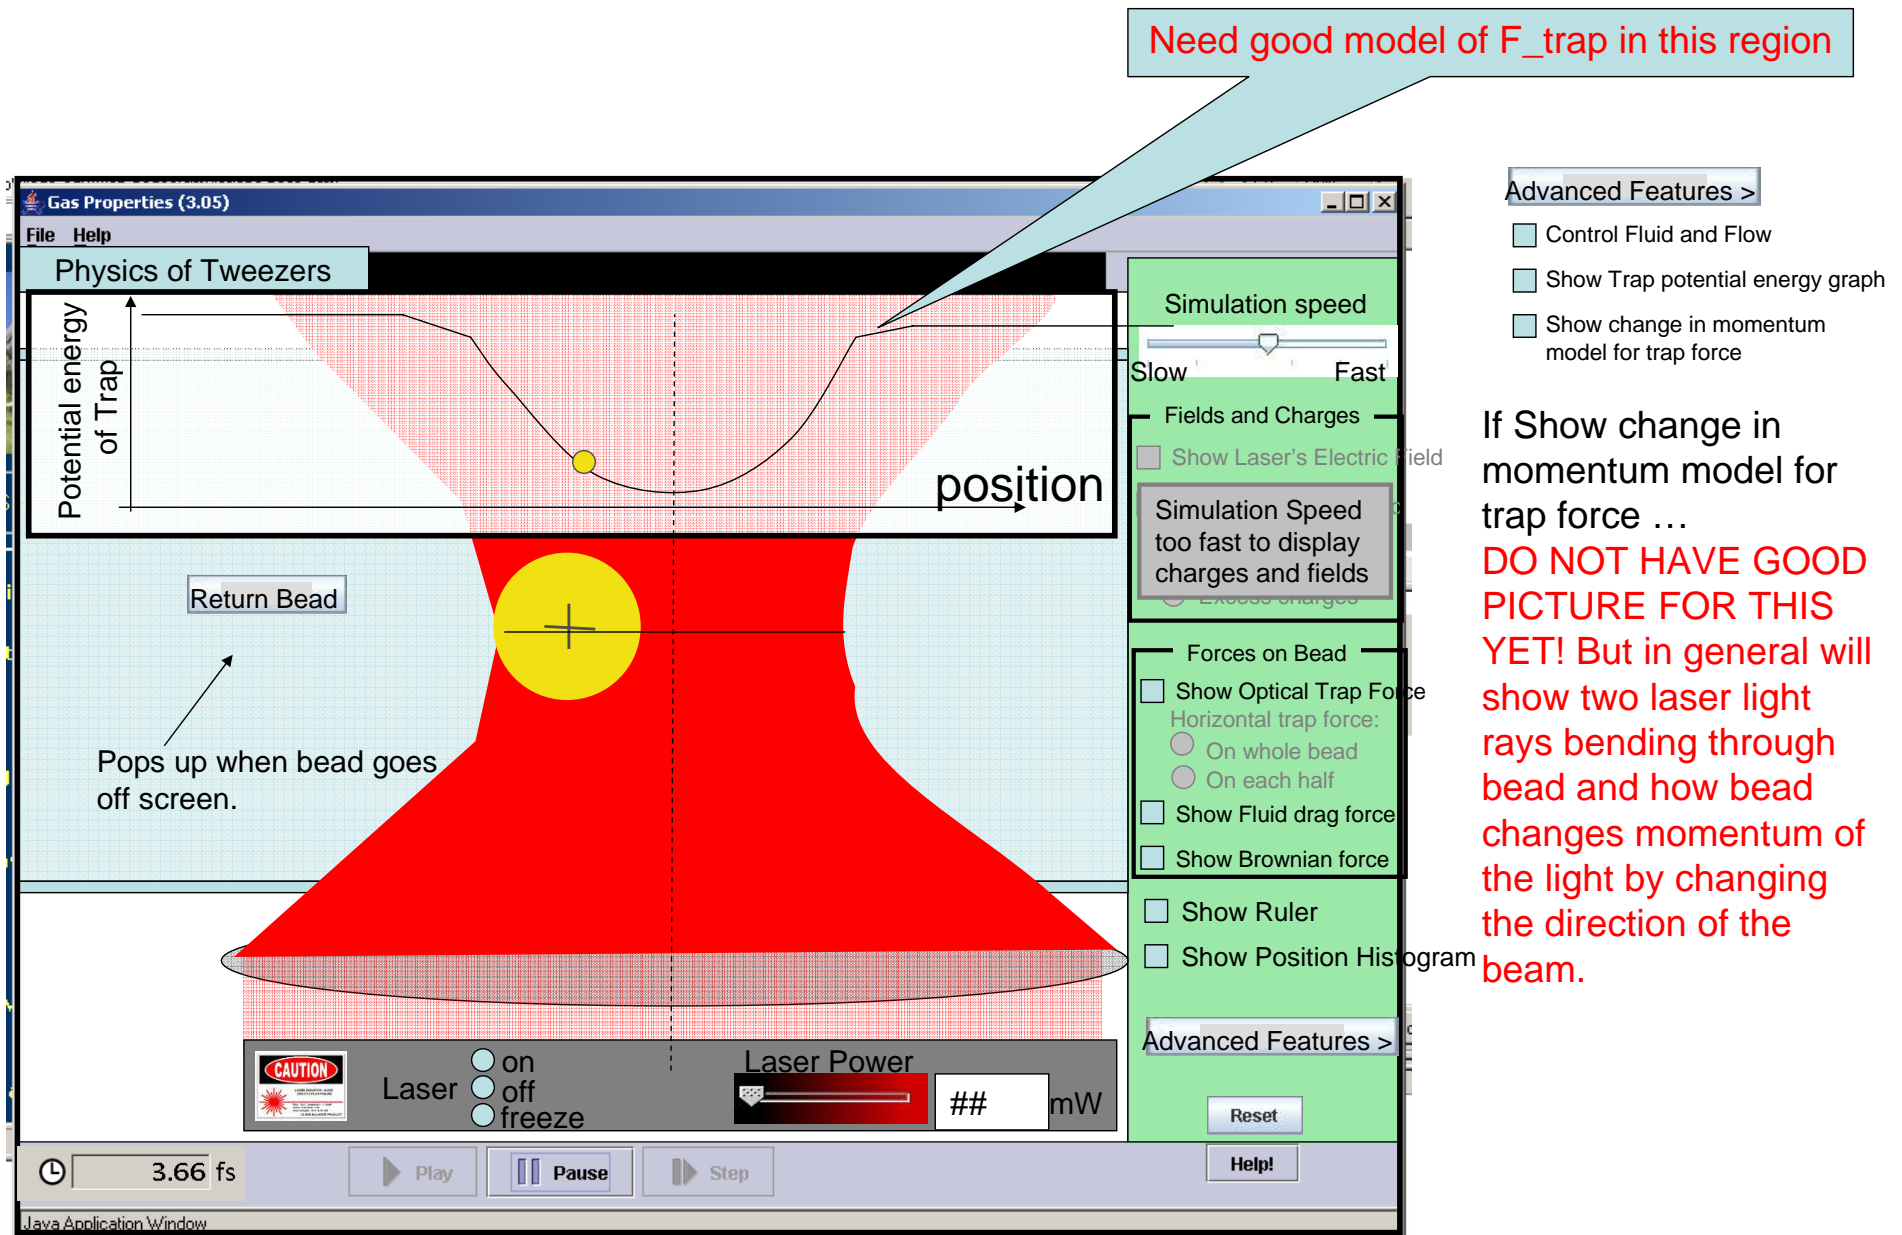 Need good model of F_trap in this region
Gas Properties (3.05)
File Help
Physics of Tweezers
Potential energy
of Trap
position
Return Bead
Pops up when bead goes
off screen.
Simulation speed
Slow
Fast
Fields and Charges
Show Laser's Electric Field
Simulation Speed
too fast to display
charges and fields
Excess charges
Forces on Bead
Show Optical Trap Force
Horizontal trap force:
On whole bead
On each half
Show Fluid drag force
Show Brownian force
Show Ruler
Show Position Histogram
Advanced Features >
Reset
Help!
CAUTION
Laser
on
off
freeze
Laser Power
##
mW
3.66 fs
Play
Pause
Step
Java Application Window
Advanced Features >
Control Fluid and Flow
Show Trap potential energy graph
Show change in momentum
model for trap force
If Show change in
momentum model for
trap force …
DO NOT HAVE GOOD
PICTURE FOR THIS
YET! But in general will
show two laser light
rays bending through
bead and how bead
changes momentum of
the light by changing
the direction of the
beam.